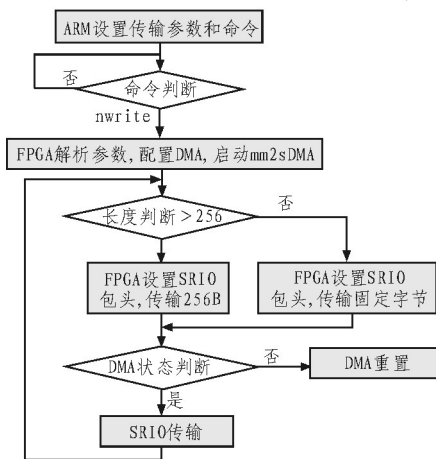 ARM设置传输参数和命令
否
命令判断
nwrite
FPGA解析参数,配置DMA,启动mm2sDMA
长度判断>256
否
FPGA设置SRIO
包头,传输256B
FPGA设置SRIO
包头,传输固定字节
DMA状态判断
否
DMA重置
是
SRIO传输